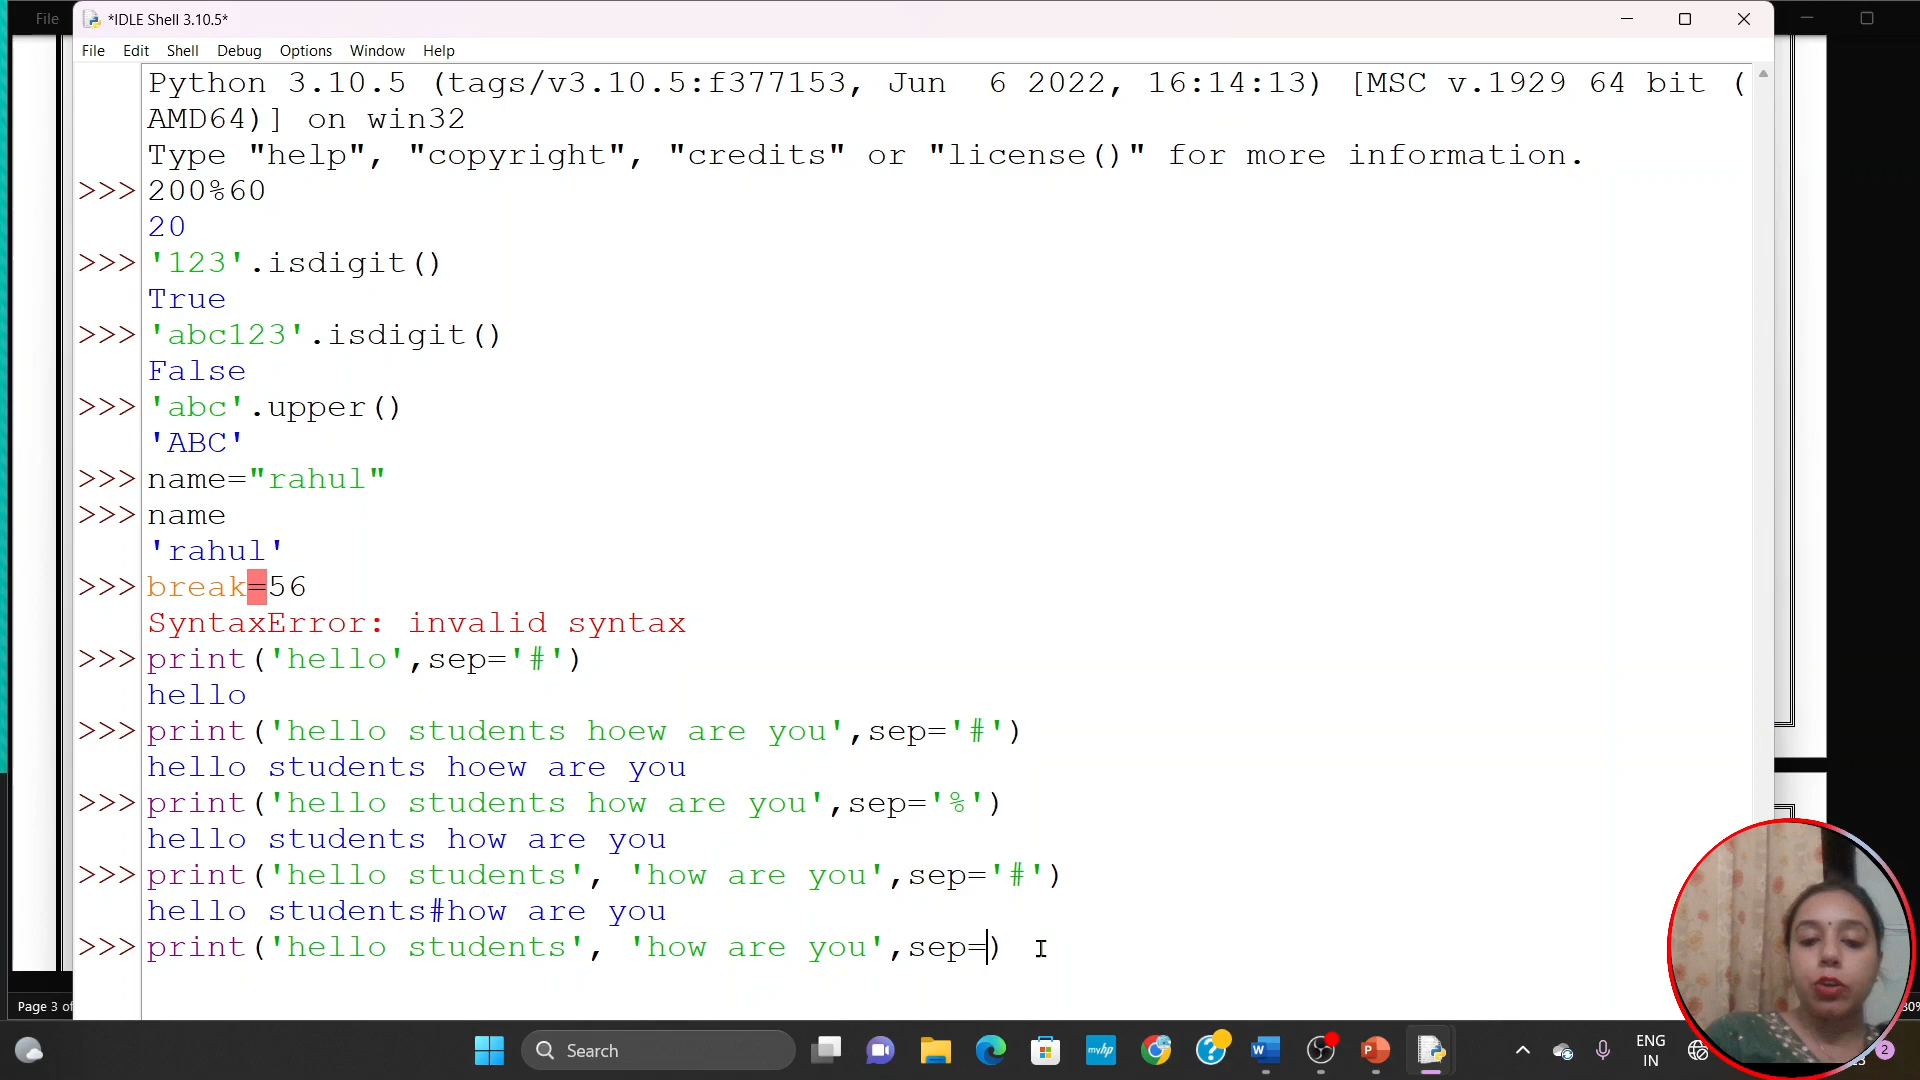 File
*IDLE Shell 3.10.5*
File Edit Shell Debug Options Window Help
Python 3.10.5 (tags/v3.10.5:f377153, Jun  6 2022, 16:14:13) [MSC v.1929 64 bit (
AMD64)] on win32
Type "help", "copyright", "credits" or "license()" for more information.
>>> 200%60
20
>>> '123'.isdigit()
True
>>> 'abc123'.isdigit()
False
>>> 'abc'.upper()
'ABC'
>>> name="rahul"
>>> name
'rahul'
>>> break=56
SyntaxError: invalid syntax
>>> print('hello',sep='#')
hello
>>> print('hello students hoew are you',sep='#')
hello students hoew are you
>>> print('hello students how are you',sep='%')
hello students how are you
>>> print('hello students', 'how are you',sep='#')
hello students#how are you
>>> print('hello students', 'how are you',sep=)
Page 3 of
Search
myhp
W
P
ENG
IN
2